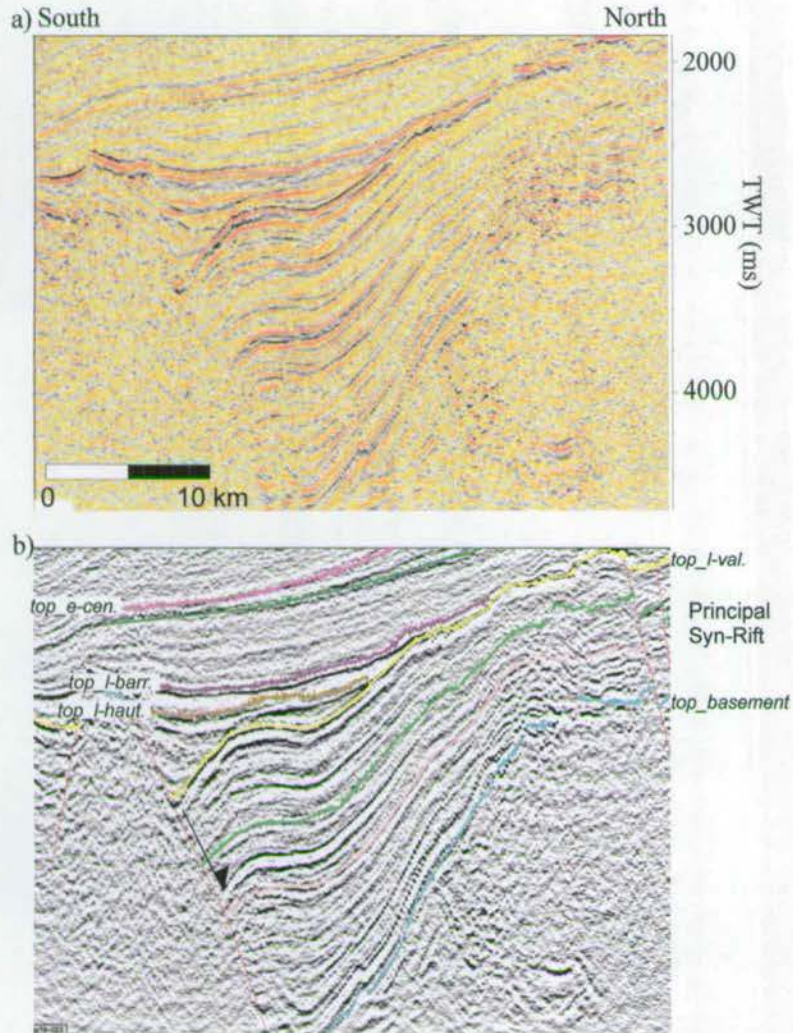 a) South North
2000
3000
4000
TWT (ms)
0 10 km
b)
top_e-cen.
top_l-barr.
top_l-haut.
top_l-val.
Principal
Syn-Rift
top_basement